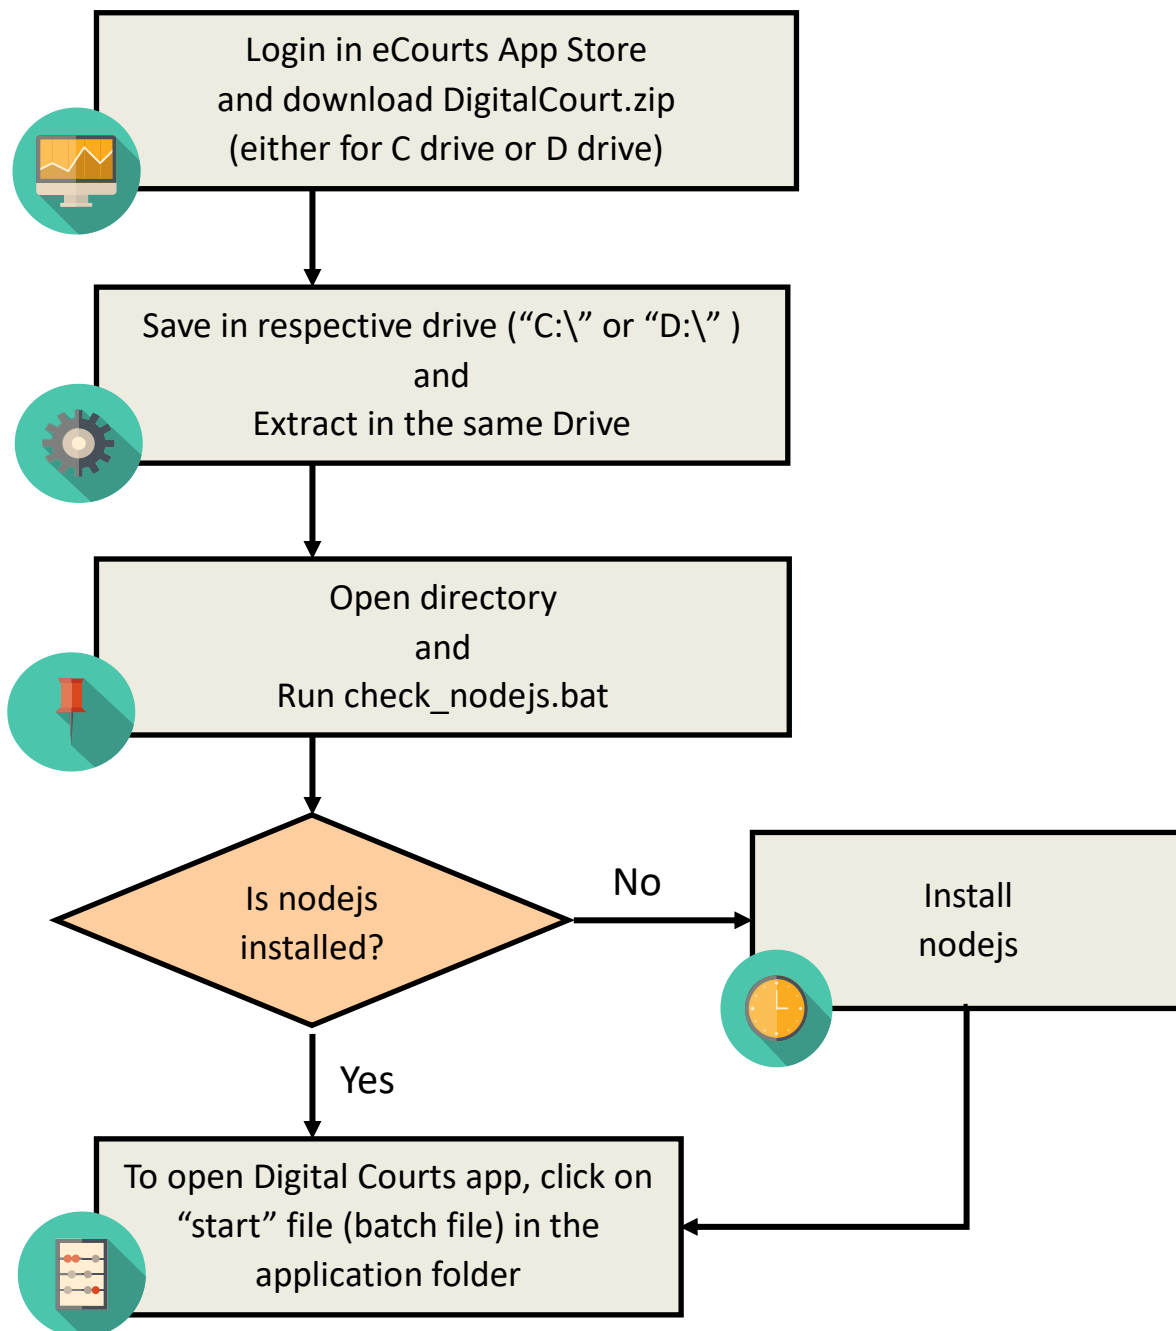 Login in eCourts App Store
and download DigitalCourt.zip
(either for C drive or D drive)
Save in respective drive (“C:\” or “D:\” )
and
Extract in the same Drive
Open directory
and
Run check_nodejs.bat
Is nodejs
installed?
No
Install
nodejs
Yes
To open Digital Courts app, click on
“start” file (batch file) in the
application folder